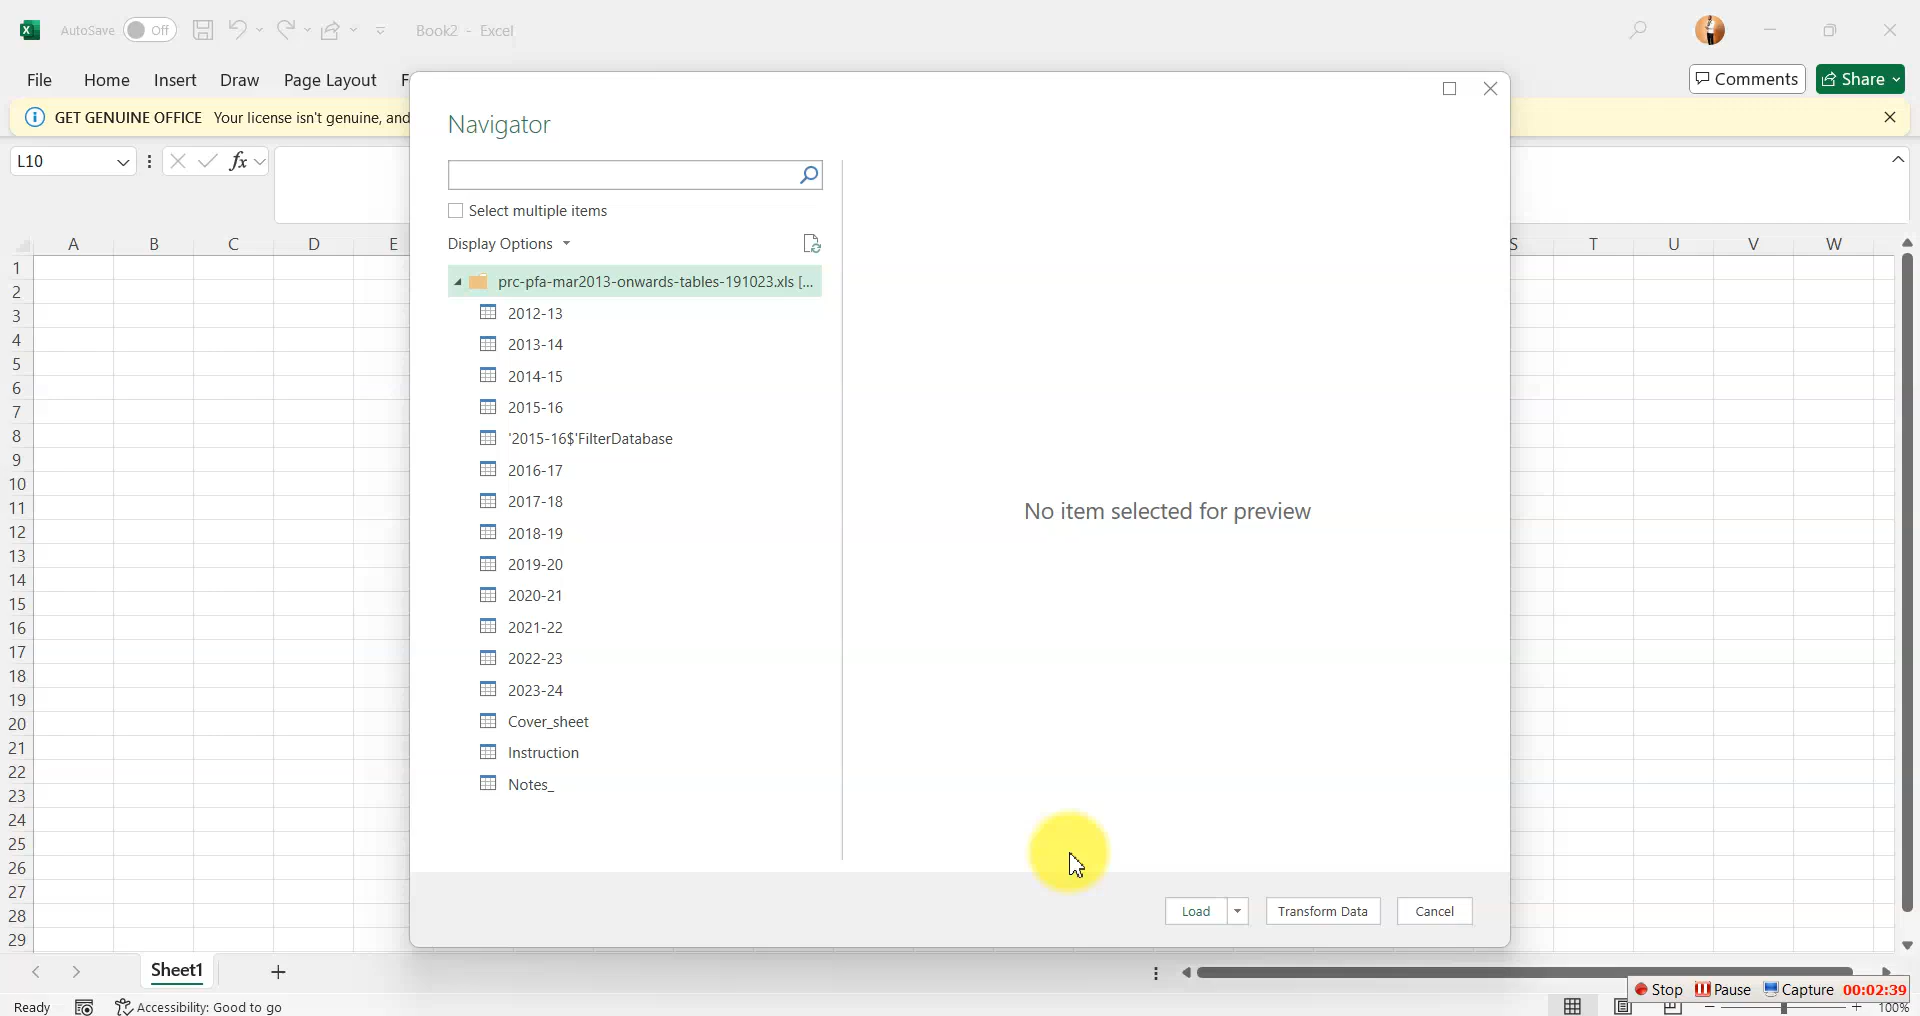 AutoSave Off Book2 - Excel
File Home Insert Draw Page Layout F Comments Share
GET GENUINE OFFICE Your license isn't genuine, and
L10 fx
Navigator
Select multiple items
Display Options
prc-pfa-mar2013-onwards-tables-191023.xls [...
2012-13
2013-14
2014-15
2015-16
'2015-16$'FilterDatabase
2016-17
2017-18
2018-19
2019-20
2020-21
2021-22
2022-23
2023-24
Cover_sheet
Instruction
Notes_
No item selected for preview
Load Transform Data Cancel
A B C D E S T U V W
1
2
3
4
5
6
7
8
9
10
11
12
13
14
15
16
17
18
19
20
21
22
23
24
25
26
27
28
29
Sheet1
Stop Pause Capture 00:02:39
Ready Accessibility: Good to go 100%